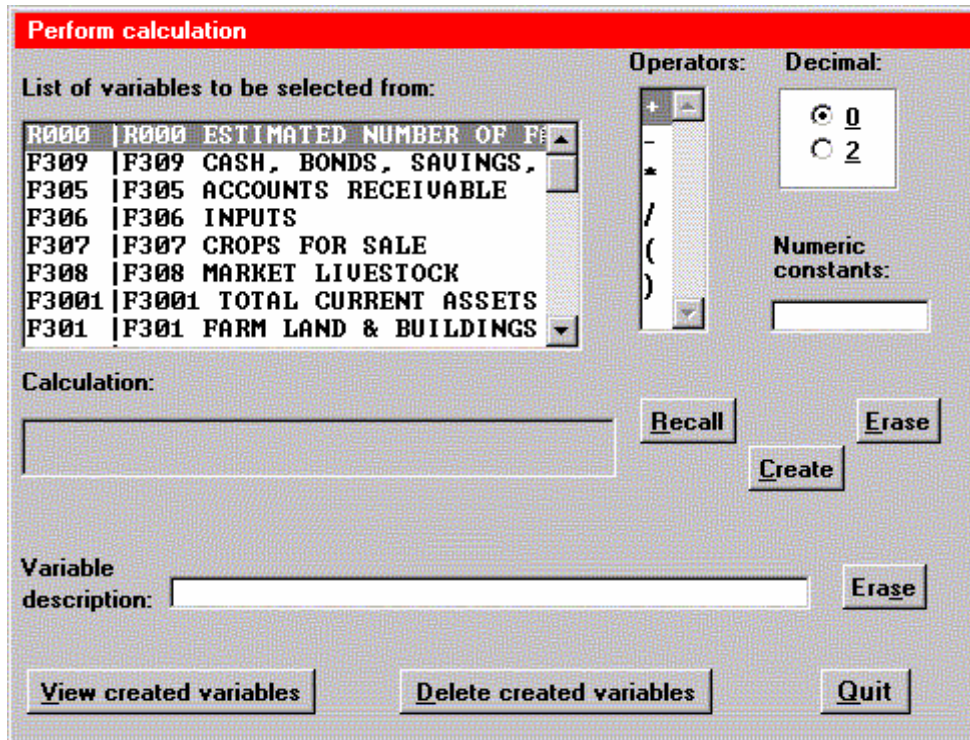 Perform calculation
Operators:
Decimal:
List of variables to be selected from:
R000 |R000 ESTIMATED NUMBER OF
F309 |F309 CASH, BONDS, SAVINGS,
F305 |F305 ACCOUNTS RECEIVABLE
F306 |F306 INPUTS
F307 |F307 CROPS FOR SALE
F308 |F308 MARKET LIVESTOCK
F3001 |F3001 TOTAL CURRENT ASSETS
F301 |F301 FARM LAND & BUILDINGS
+
-
*
/
(
)
0
2
Numeric
constants:
Calculation:
Recall
Erase
Create
Variable
description:
Erase
View created variables
Delete created variables
Quit